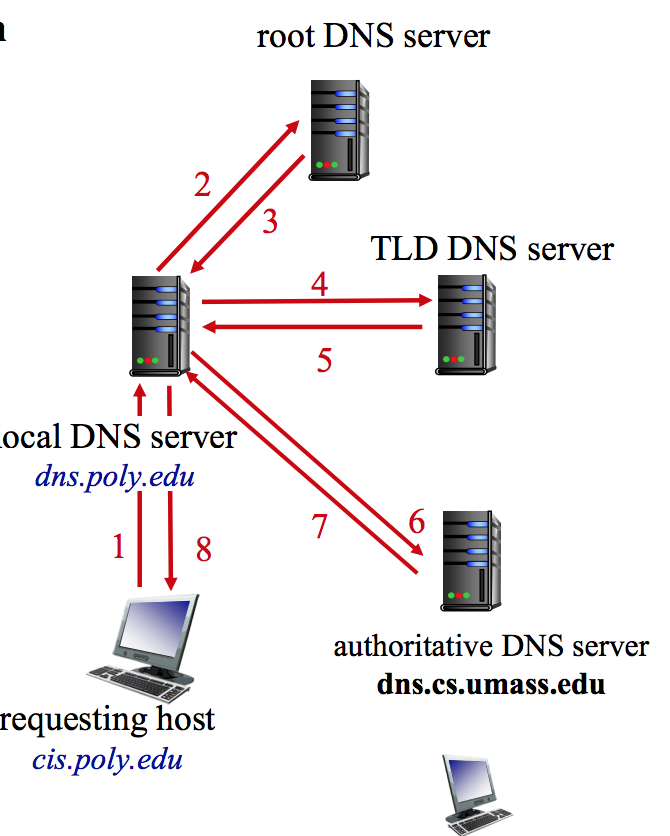 root DNS server
2
3
TLD DNS server
4
5
local DNS server
dns.poly.edu
6
7
1
8
authoritative DNS server
dns.cs.umass.edu
requesting host
cis.poly.edu